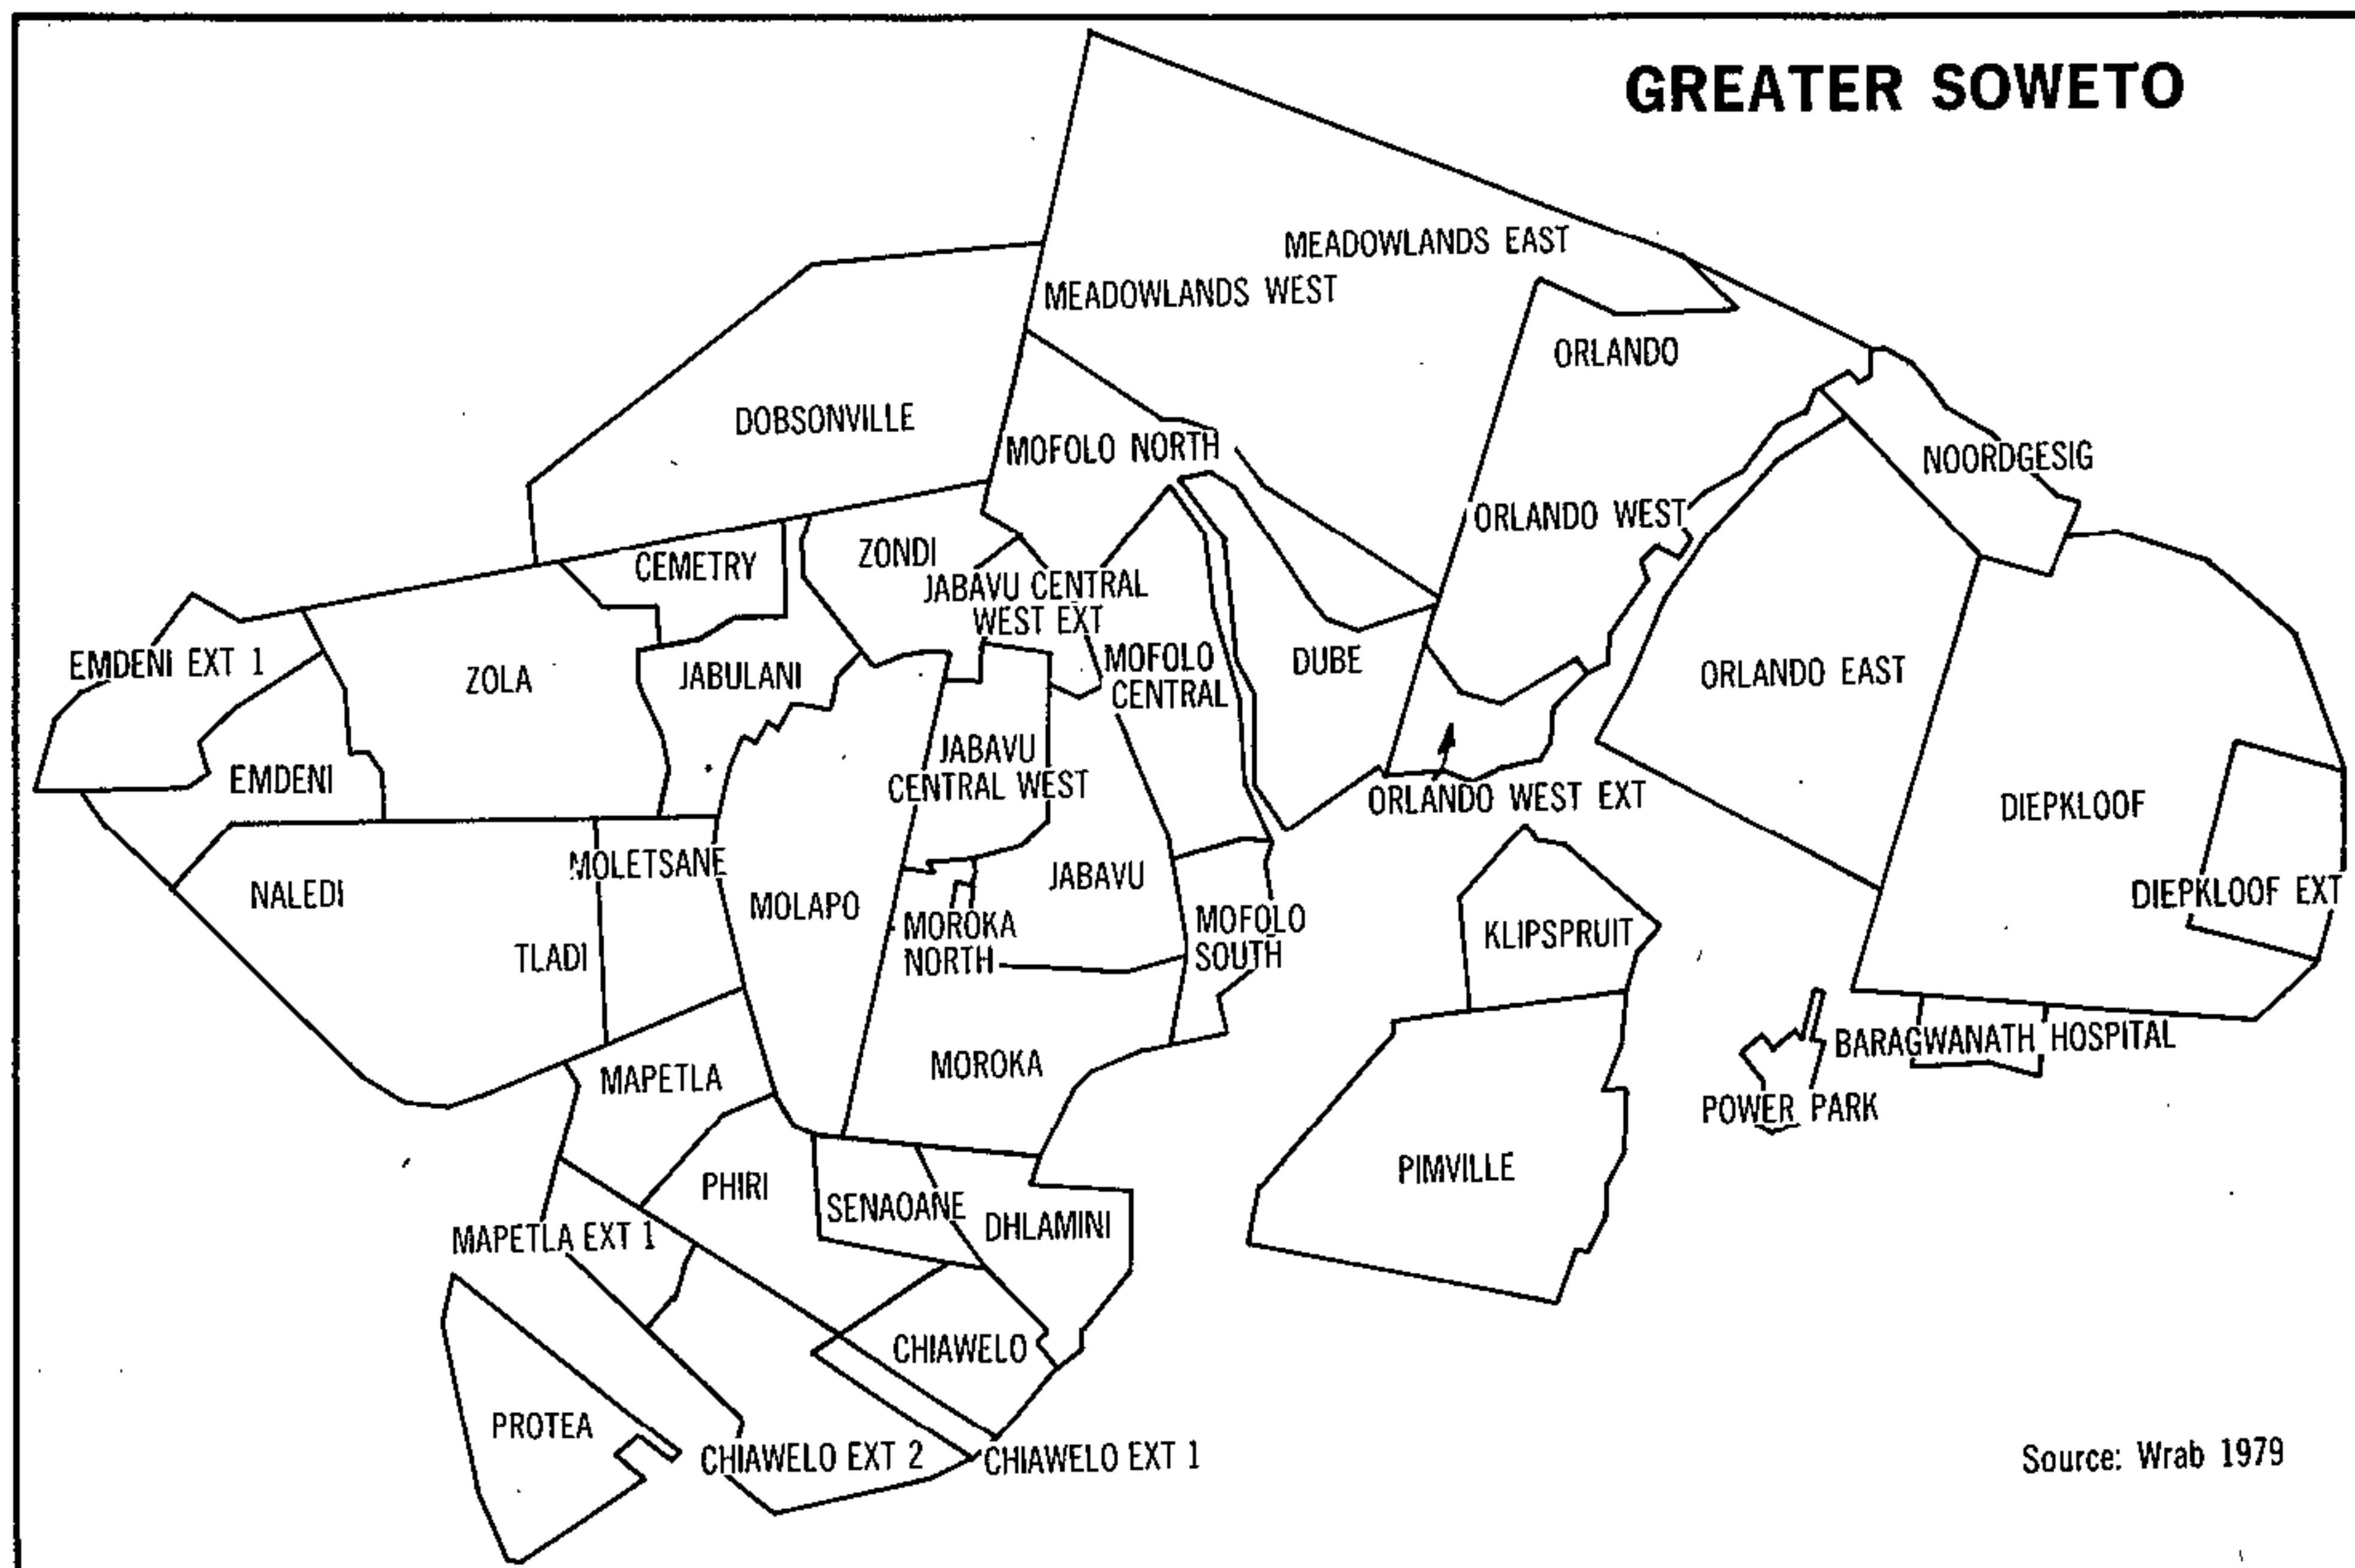 GREATER SOWETO
MEADOWLANDS EAST
MEADOWLANDS WEST
ORLANDO
DOBSONVILLE
MOFOLO NORTH
NOORDGESIG
ORLANDO WEST
CEMETRY
ZONDI
JABAVU CENTRAL
WEST EXT
EMDENI EXT 1
ZOLA
JABULANI
MOFOLO
CENTRAL
DUBE
ORLANDO EAST
EMDENI
JABAVU
CENTRAL WEST
ORLANDO WEST EXT
DIEPKLOOF
NALEDI
MOLETSANE
MOLAPO
JABAVU
DIEPKLOOF EXT
MOROKA
NORTH
MOFOLO
SOUTH
KLIPSPRUIT
TLADI
MAPETLA
MOROKA
BARAGWANATH HOSPITAL
POWER PARK
PHIRI
SENAOANE
DHLAMINI
PIMVILLE
MAPETLA EXT 1
CHIAWELO
PROTEA
CHIAWELO EXT 2
CHIAWELO EXT 1
Source: Wrab 1979